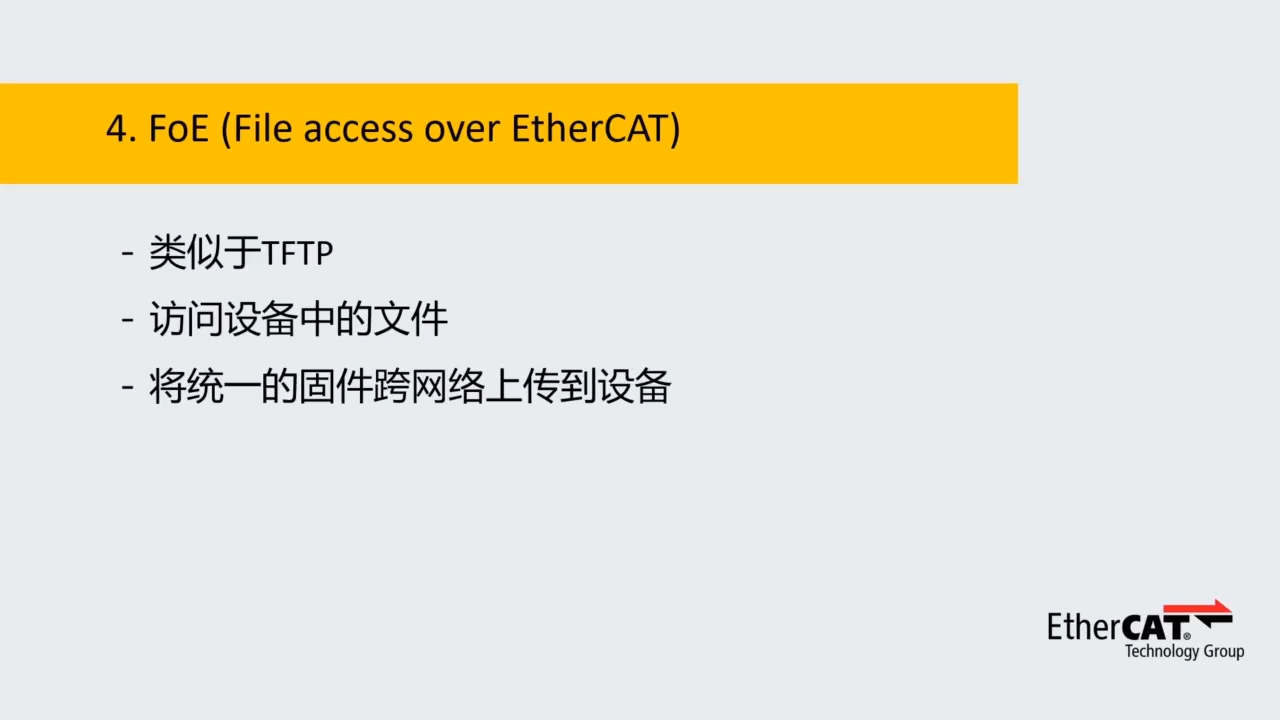 4. FoE (File access over EtherCAT)
- 类似于TFTP
- 访问设备中的文件
- 将统一的固件跨网络上传到设备
EtherCAT®
Technology Group